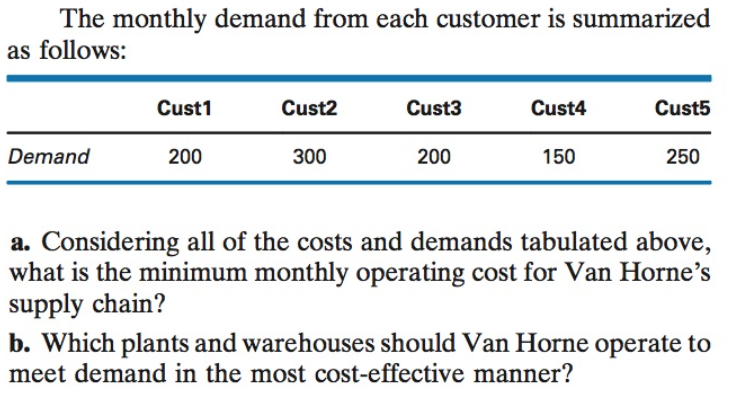 The monthly demand from each customer is summarized
as follows:
Cust1 Cust2 Cust3 Cust4 Cust5
Demand 200 300 200 150 250
a. Considering all of the costs and demands tabulated above,
what is the minimum monthly operating cost for Van Horne's
supply chain?
b. Which plants and warehouses should Van Horne operate to
meet demand in the most cost-effective manner?